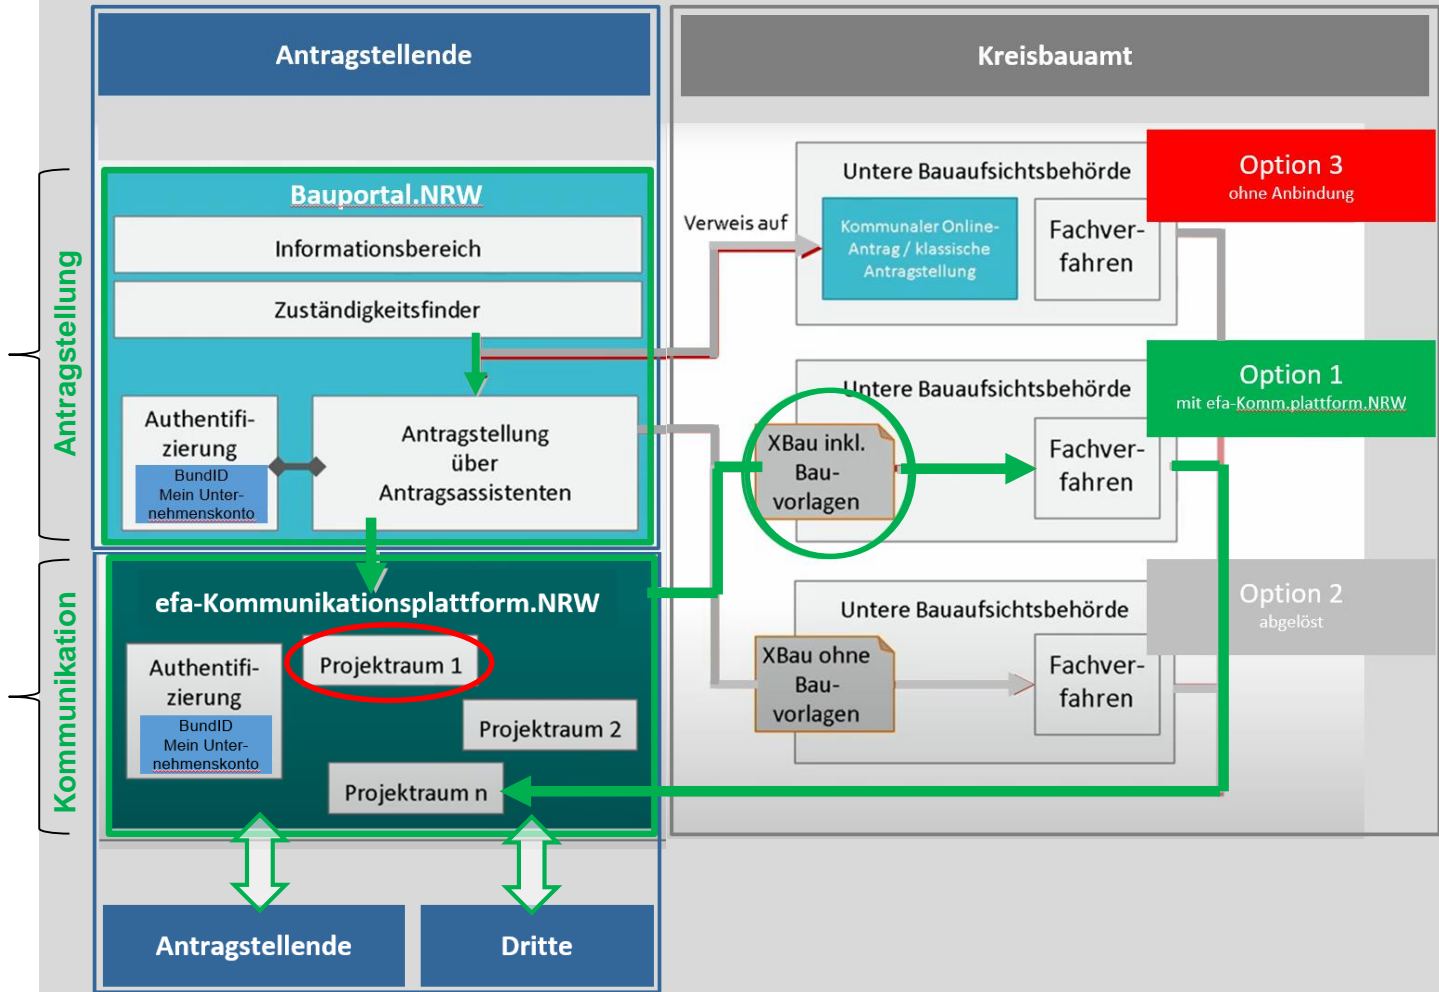 Antragstellende
Kreisbauamt
Antragstellung
Bauportal.NRW
Informationsbereich
Zuständigkeitsfinder
Authentifi-
zierung
BundID
Mein Unter-
nehmenskonto
Antragstellung
über
Antragsassistenten
Verweis auf
Untere Bauaufsichtsbehörde
Kommunaler Online-
Antrag / klassische
Antragstellung
Fachver-
fahren
Option 3
ohne Anbindung
Untere Bauaufsichtsbehörde
XBau inkl.
Bau-
vorlagen
Fachver-
fahren
Option 1
mit efa-Komm.plattform.NRW
Untere Bauaufsichtsbehörde
XBau ohne
Bau-
vorlagen
Fachver-
fahren
Option 2
abgelöst
Kommunikation
efa-Kommunikationsplattform.NRW
Authentifi-
zierung
BundID
Mein Unter-
nehmenskonto
Projektraum 1
Projektraum 2
Projektraum n
Antragstellende
Dritte